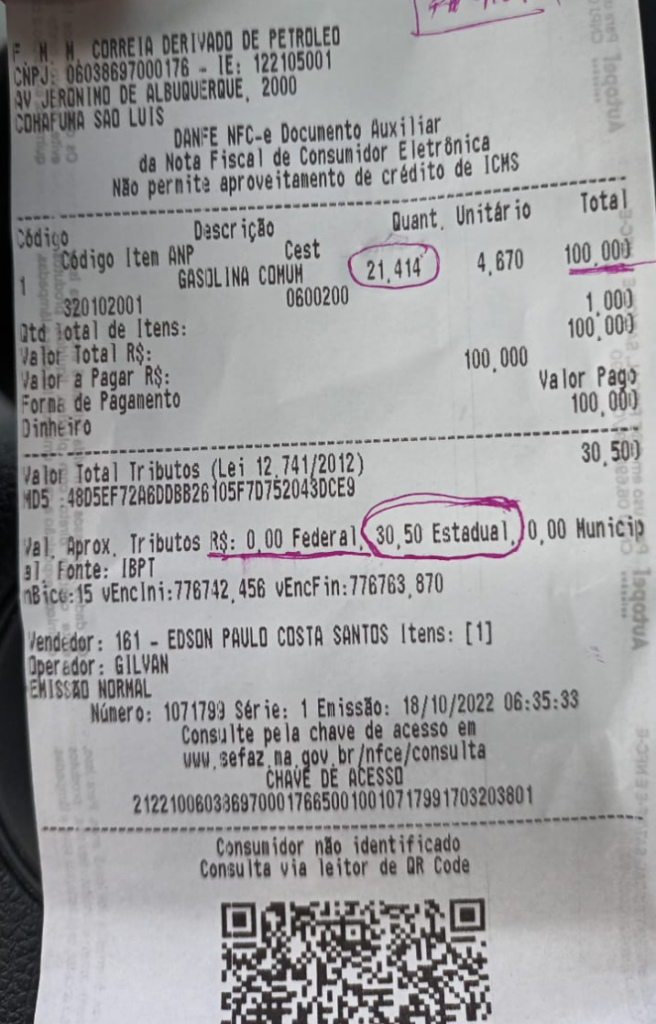 F. M. M. CORREIA DERIVADO DE PETROLEO
CNPJ: 06038697000176 - IE: 122105001
AV JERONIMO DE ALBUQUERQUE, 2000
COHAFUMA SAO LUIS
DANFE NFC-e Documento Auxiliar
da Nota Fiscal de Consumidor Eletrônica
Não permite aproveitamento de crédito de ICMS
Código Descrição Quant. Unitário Total
Código Item ANP Cest
1 GASOLINA COMUM 21,414 4,670 100,000
320102001 0600200
Qtd Total de Itens: 1,000
Valor Total R$: 100,000
Valor a Pagar R$: 100,000
Forma de Pagamento Valor Pago
Dinheiro 100,000
Valor Total Tributos (Lei 12.741/2012) 30,500
MD5 -48D5EF72A6DDBB26105F7D752043DCE9
Val. Aprox. Tributos R$: 0,00 Federal, 30,50 Estadual, 0,00 Municip
al. Fonte: IBPT
nBico:15 vEncIni:776742,456 vEncFin:776763,870
Vendedor: 161 - EDSON PAULO COSTA SANTOS Itens: [1]
Operador: GILVAN
EMISSÃO NORMAL
Número: 1071799 Série: 1 Emissão: 18/10/2022 06:35:33
Consulte pela chave de acesso em
www.sefaz.ma.gov.br/nfce/consulta
CHAVE DE ACESSO
21221006038697000176650010010717991703203801
Consumidor não identificado
Consulta via leitor de QR Code